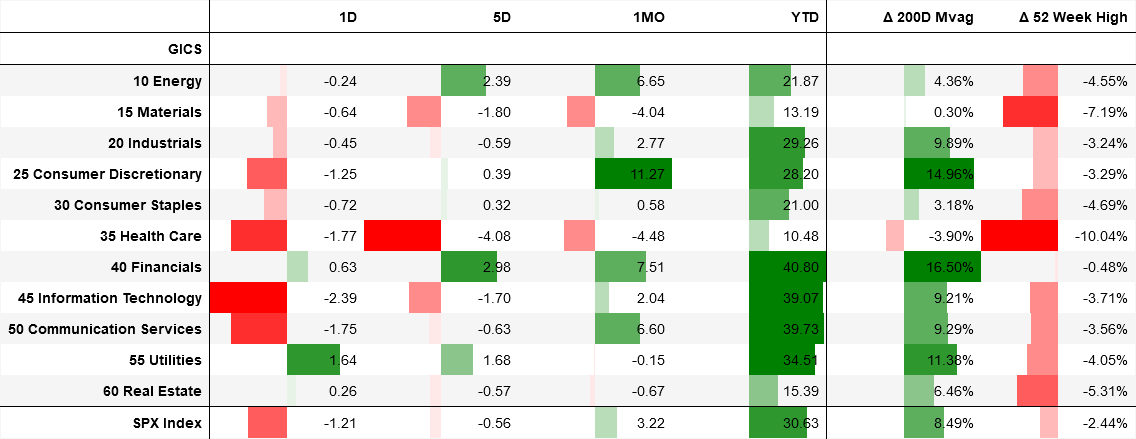 1D 5D 1MO YTD Δ 200D Mvag Δ 52 Week High
GICS
10 Energy -0.24 2.39 6.65 21.87 4.36% -4.55%
15 Materials -0.64 -1.80 -4.04 13.19 0.30% -7.19%
20 Industrials -0.45 -0.59 2.77 29.26 9.89% -3.24%
25 Consumer Discretionary -1.25 0.39 11.27 28.20 14.96% -3.29%
30 Consumer Staples -0.72 0.32 0.58 21.00 3.18% -4.69%
35 Health Care -1.77 -4.08 -4.48 10.48 -3.90% -10.04%
40 Financials 0.63 2.98 7.51 40.80 16.50% -0.48%
45 Information Technology -2.39 -1.70 2.04 39.07 9.21% -3.71%
50 Communication Services -1.75 -0.63 6.60 39.73 9.29% -3.56%
55 Utilities 1.64 1.68 -0.15 34.51 11.38% -4.05%
60 Real Estate 0.26 -0.57 -0.67 15.39 6.46% -5.31%
SPX Index -1.21 -0.56 3.22 30.63 8.49% -2.44%